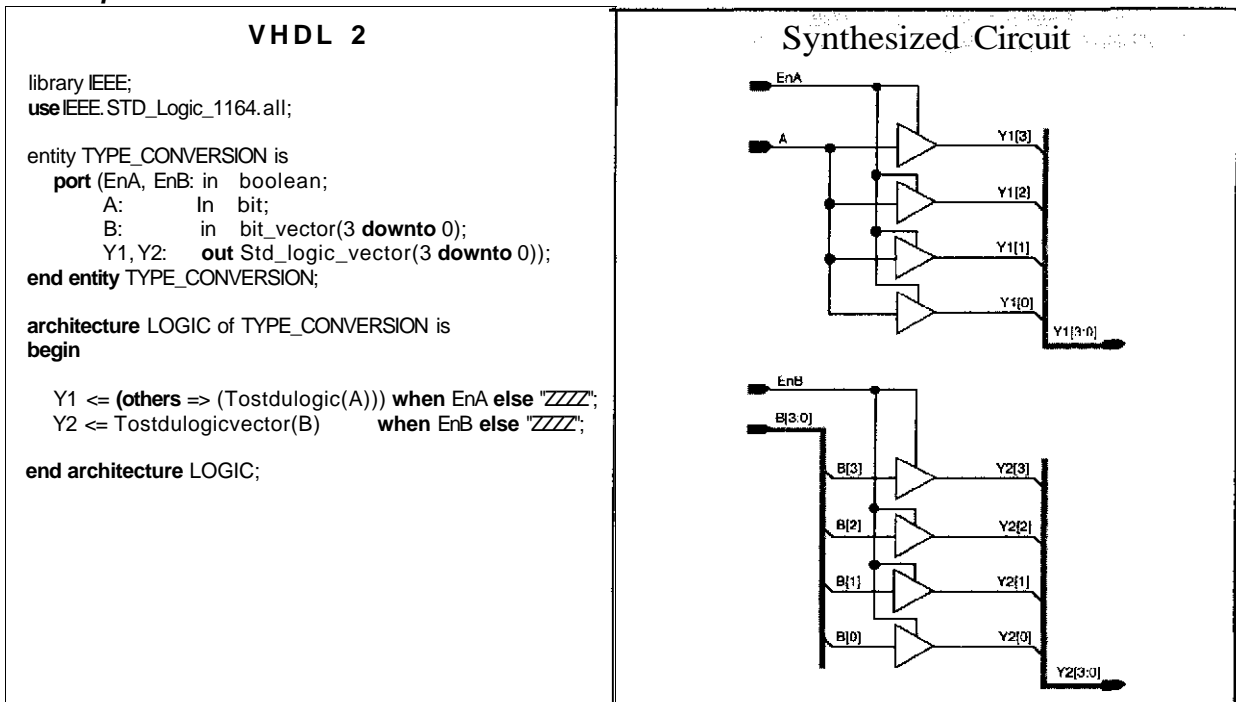 VHDL 2
library IEEE;
use IEEE.STD_Logic_1164.all;
entity TYPE_CONVERSION is
port (EnA, EnB: in boolean;
A: In bit;
B: in bit_vector(3 downto 0);
Y1,Y2: out Std_logic_vector(3 downto 0));
end entity TYPE_CONVERSION;
architecture LOGIC of TYPE_CONVERSION is
begin
Y1 <= (others => (Tostdulogic(A))) when EnA else "ZZZZ";
Y2 <= Tostdulogicvector(B) when EnB else "ZZZZ";
end architecture LOGIC;
Synthesized Circuit
EnA
A
Y1[3]
Y1[2]
Y1[1]
Y1[0]
Y1[3:0]
EnB
B[3:0]
B[3]
Y2[3]
B[2]
Y2[2]
B[1]
Y2[1]
B[0]
Y2[0]
Y2[3:0]